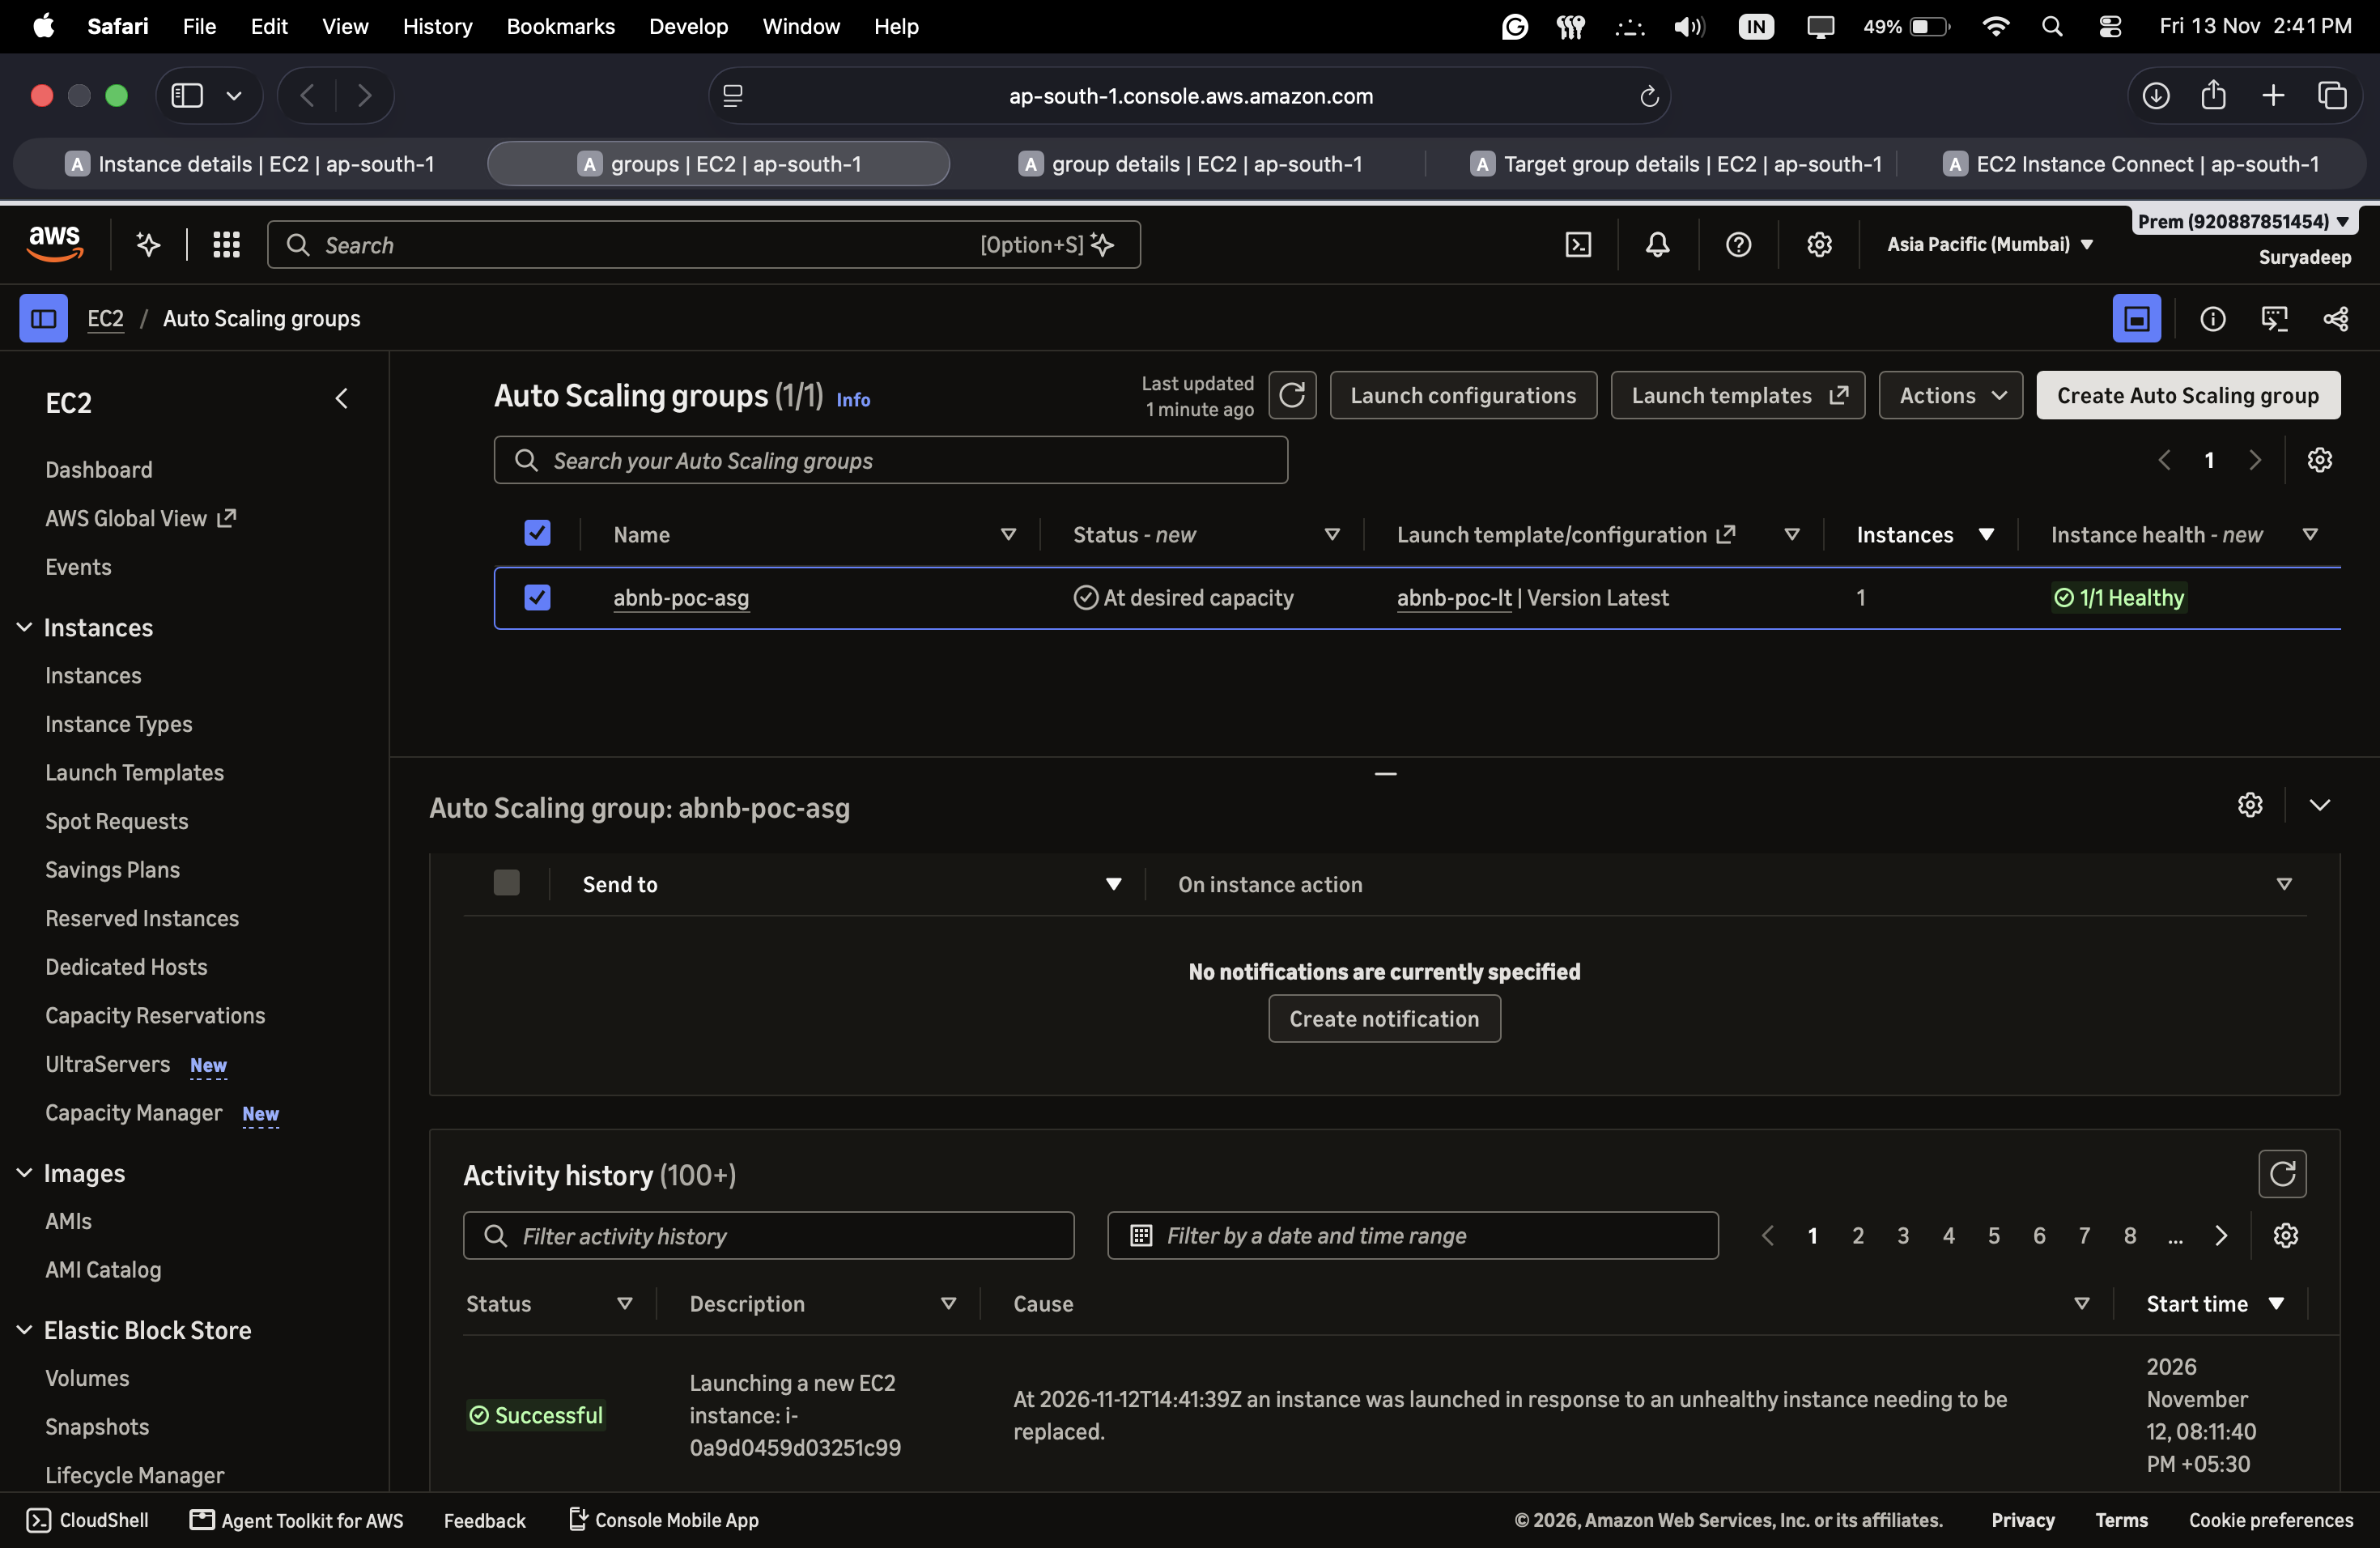 Safari File Edit View History Bookmarks Develop Window Help IN 49% Fri 13 Nov 2:41 PM
ap-south-1.console.aws.amazon.com
A Instance details | EC2 | ap-south-1 A groups | EC2 | ap-south-1 A group details | EC2 | ap-south-1 A Target group details | EC2 | ap-south-1 A EC2 Instance Connect | ap-south-1
aws Search [Option+S] Asia Pacific (Mumbai) Prem (920887851454)
Suryadeep
EC2 / Auto Scaling groups
EC2
Dashboard
AWS Global View
Events
Instances
Instances
Instance Types
Launch Templates
Spot Requests
Savings Plans
Reserved Instances
Dedicated Hosts
Capacity Reservations
UltraServers New
Capacity Manager New
Images
AMIs
AMI Catalog
Elastic Block Store
Volumes
Snapshots
Lifecycle Manager
Auto Scaling groups (1/1) Info
Last updated
1 minute ago
Launch configurations Launch templates Actions Create Auto Scaling group
Search your Auto Scaling groups
1
Name Status - new Launch template/configuration Instances Instance health - new
abnb-poc-asg At desired capacity abnb-poc-lt | Version Latest 1 1/1 Healthy
Auto Scaling group: abnb-poc-asg
Send to On instance action
No notifications are currently specified
Create notification
Activity history (100+)
Filter activity history Filter by a date and time range 1 2 3 4 5 6 7 8 ...
Status Description Cause Start time
Successful
Launching a new EC2
instance: i-
0a9d0459d03251c99
At 2026-11-12T14:41:39Z an instance was launched in response to an unhealthy instance needing to be
replaced.
2026
November
12, 08:11:40
PM +05:30
CloudShell Agent Toolkit for AWS Feedback Console Mobile App © 2026, Amazon Web Services, Inc. or its affiliates. Privacy Terms Cookie preferences